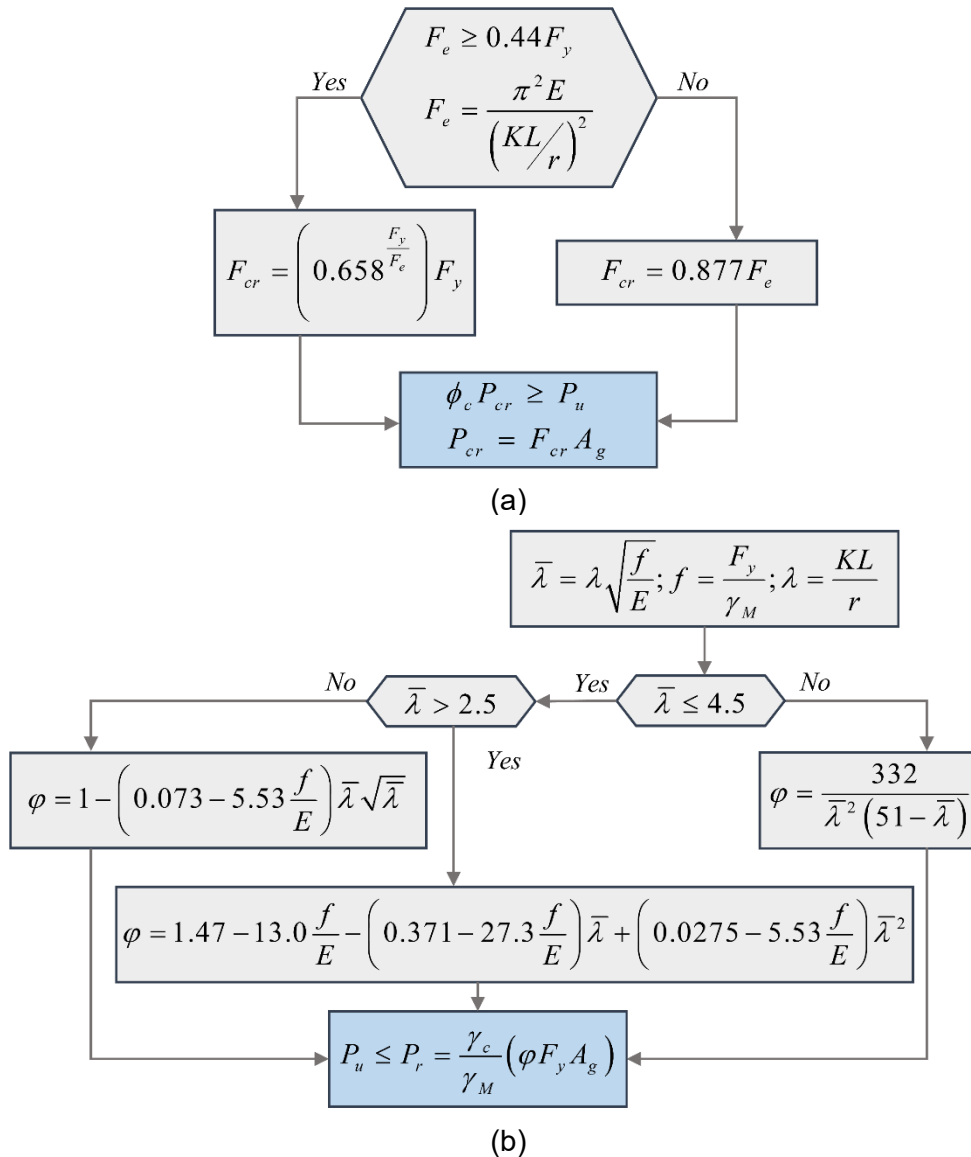 F_e ≥ 0.44F_y
Yes
No
F_e = π²E / (KL/r)²
F_cr = (0.658^(F_y/F_e)) F_y
F_cr = 0.877F_e
ϕ_c P_cr ≥ P_u
P_cr = F_cr A_g
(a)
λ̅ = λ√(f/E); f = F_y/γ_M; λ = KL/r
No
λ̅ > 2.5
Yes
λ̅ ≤ 4.5
No
Yes
φ = 1 − (0.073 − 5.53 f/E) λ̅ √λ̅
φ = 332 / (λ̅² (51 − λ̅))
φ = 1.47 − 13.0 f/E − (0.371 − 27.3 f/E) λ̅ + (0.0275 − 5.53 f/E) λ̅²
P_u ≤ P_r = γ_c/γ_M (φF_y A_g)
(b)